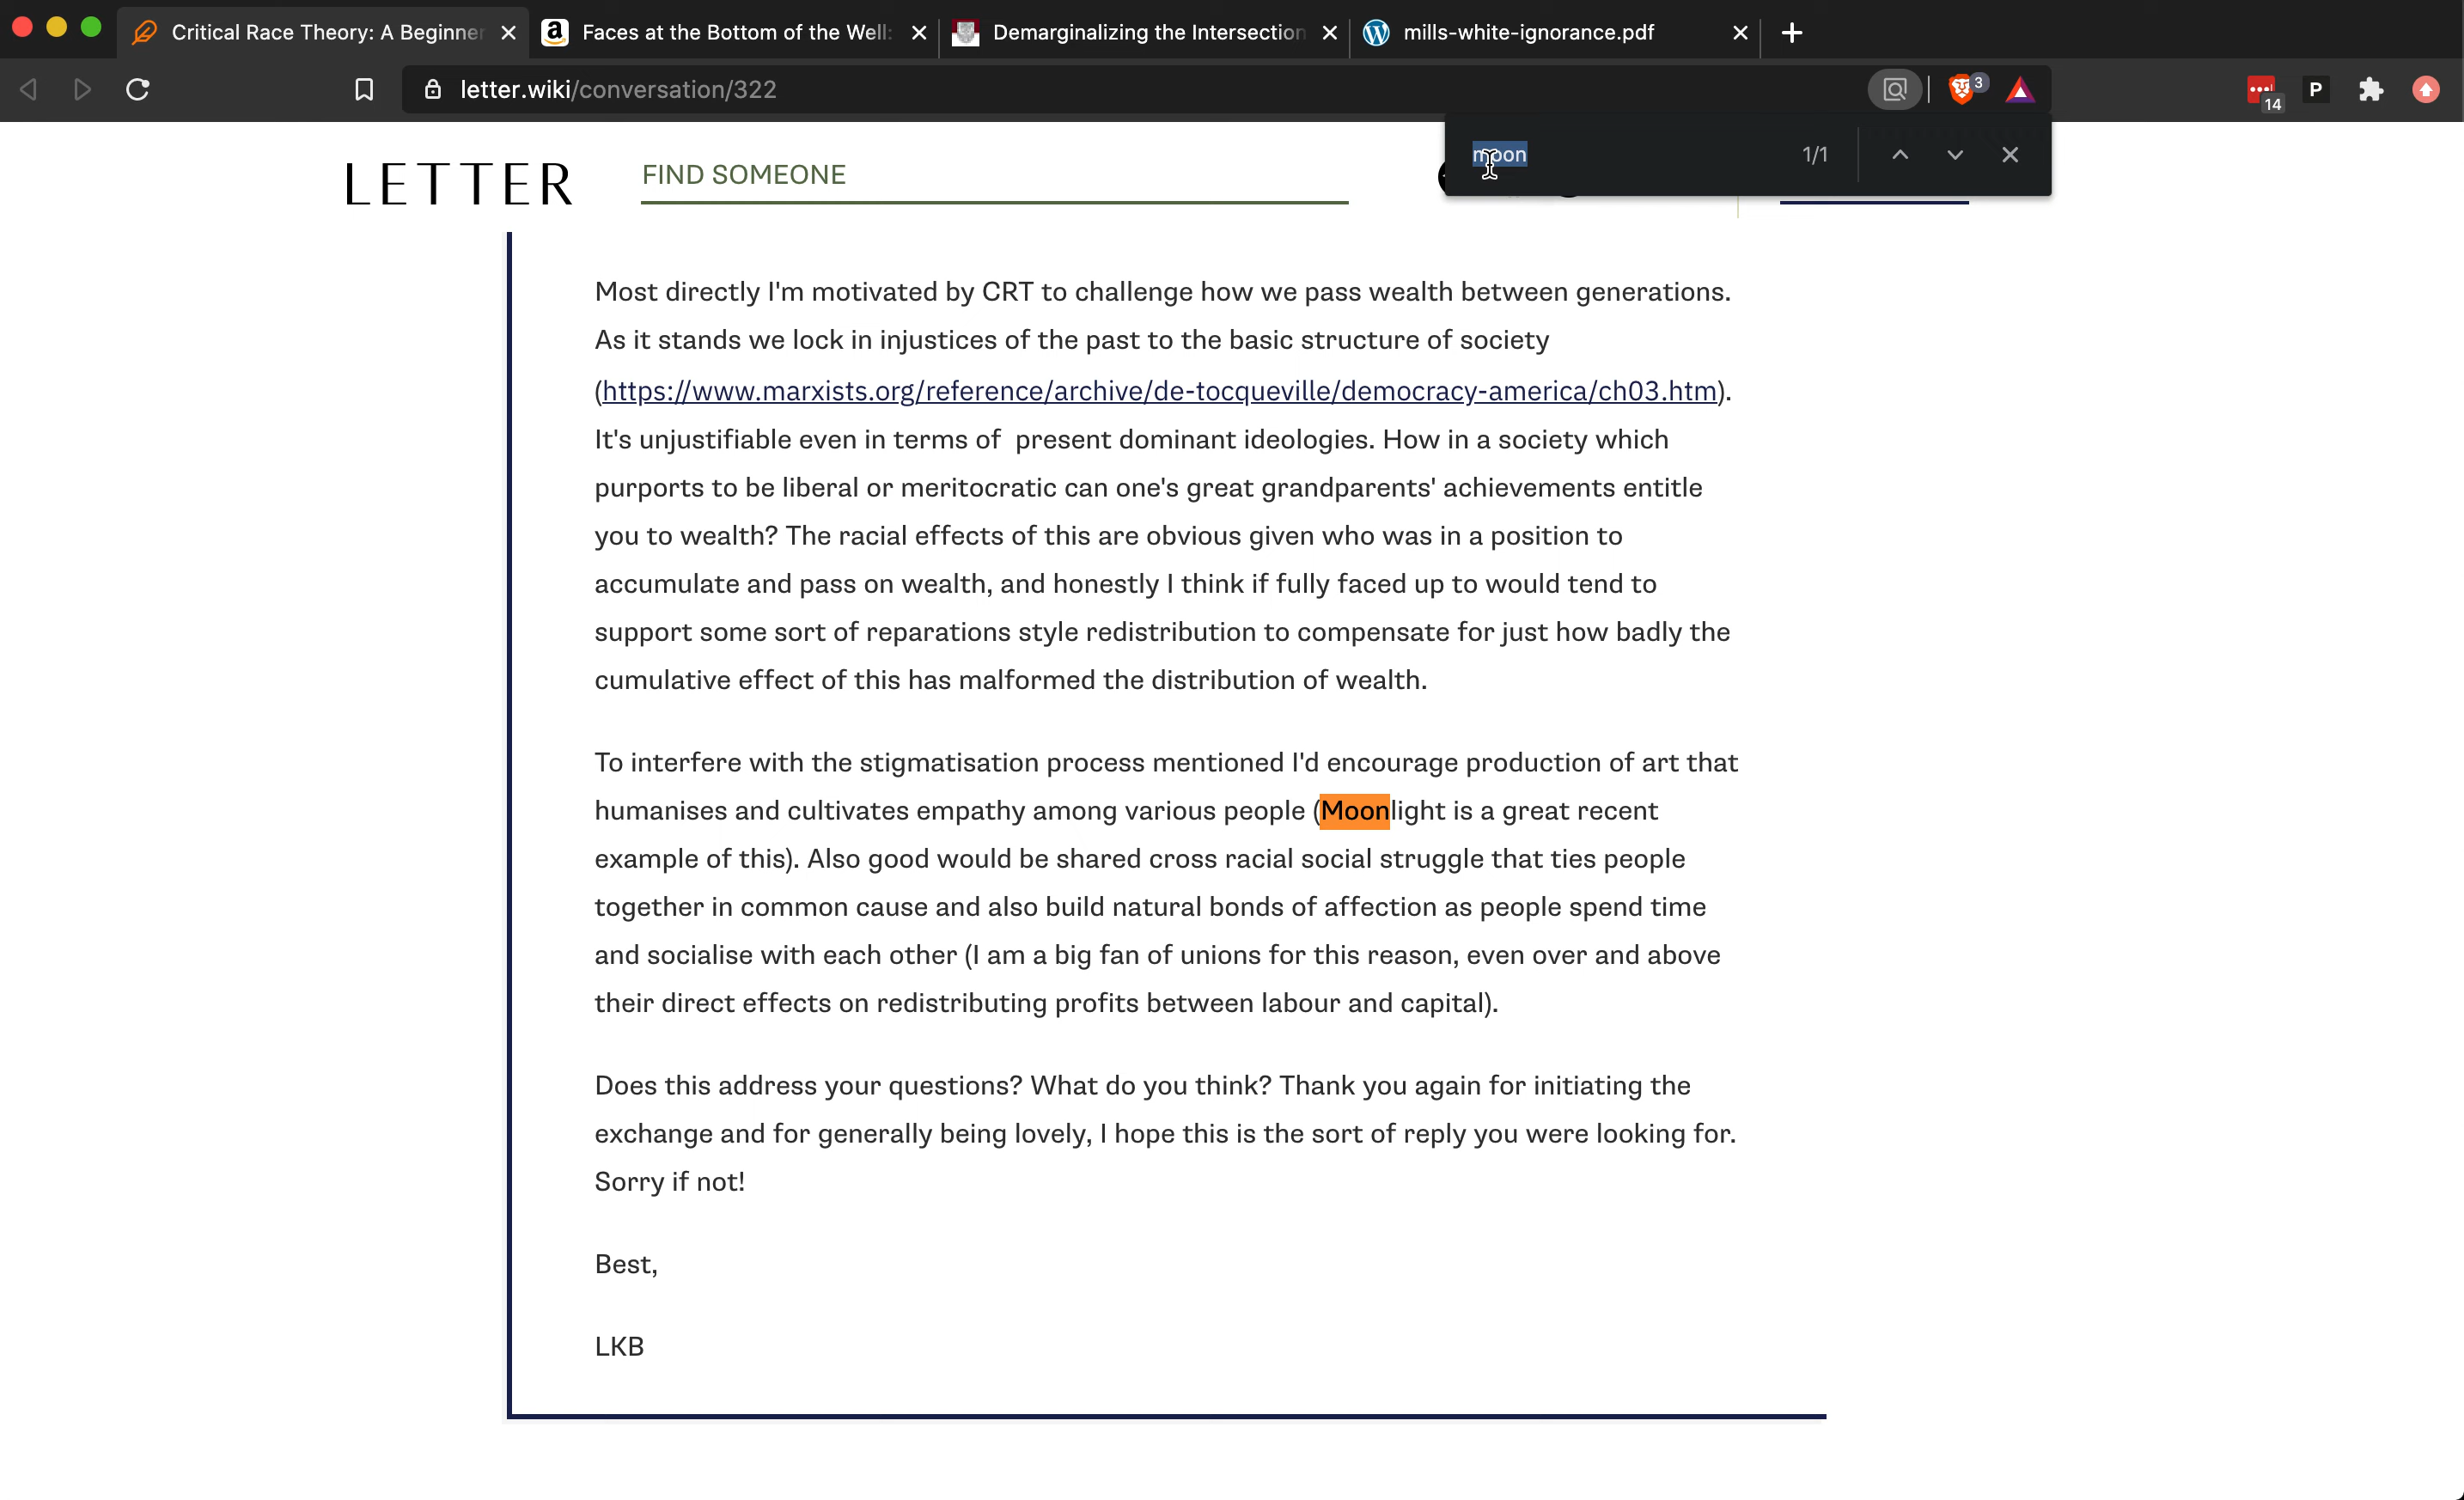 Critical Race Theory: A Beginner
Faces at the Bottom of the Well:
Demarginalizing the Intersection
mills-white-ignorance.pdf
letter.wiki/conversation/322
3
14
P
moon
1/1
LETTER
FIND SOMEONE
Most directly I'm motivated by CRT to challenge how we pass wealth between generations.
As it stands we lock in injustices of the past to the basic structure of society
(https://www.marxists.org/reference/archive/de-tocqueville/democracy-america/ch03.htm).
It's unjustifiable even in terms of  present dominant ideologies. How in a society which
purports to be liberal or meritocratic can one's great grandparents' achievements entitle
you to wealth? The racial effects of this are obvious given who was in a position to
accumulate and pass on wealth, and honestly I think if fully faced up to would tend to
support some sort of reparations style redistribution to compensate for just how badly the
cumulative effect of this has malformed the distribution of wealth.
To interfere with the stigmatisation process mentioned I'd encourage production of art that
humanises and cultivates empathy among various people (Moonlight is a great recent
example of this). Also good would be shared cross racial social struggle that ties people
together in common cause and also build natural bonds of affection as people spend time
and socialise with each other (I am a big fan of unions for this reason, even over and above
their direct effects on redistributing profits between labour and capital).
Does this address your questions? What do you think? Thank you again for initiating the
exchange and for generally being lovely, I hope this is the sort of reply you were looking for.
Sorry if not!
Best,
LKB